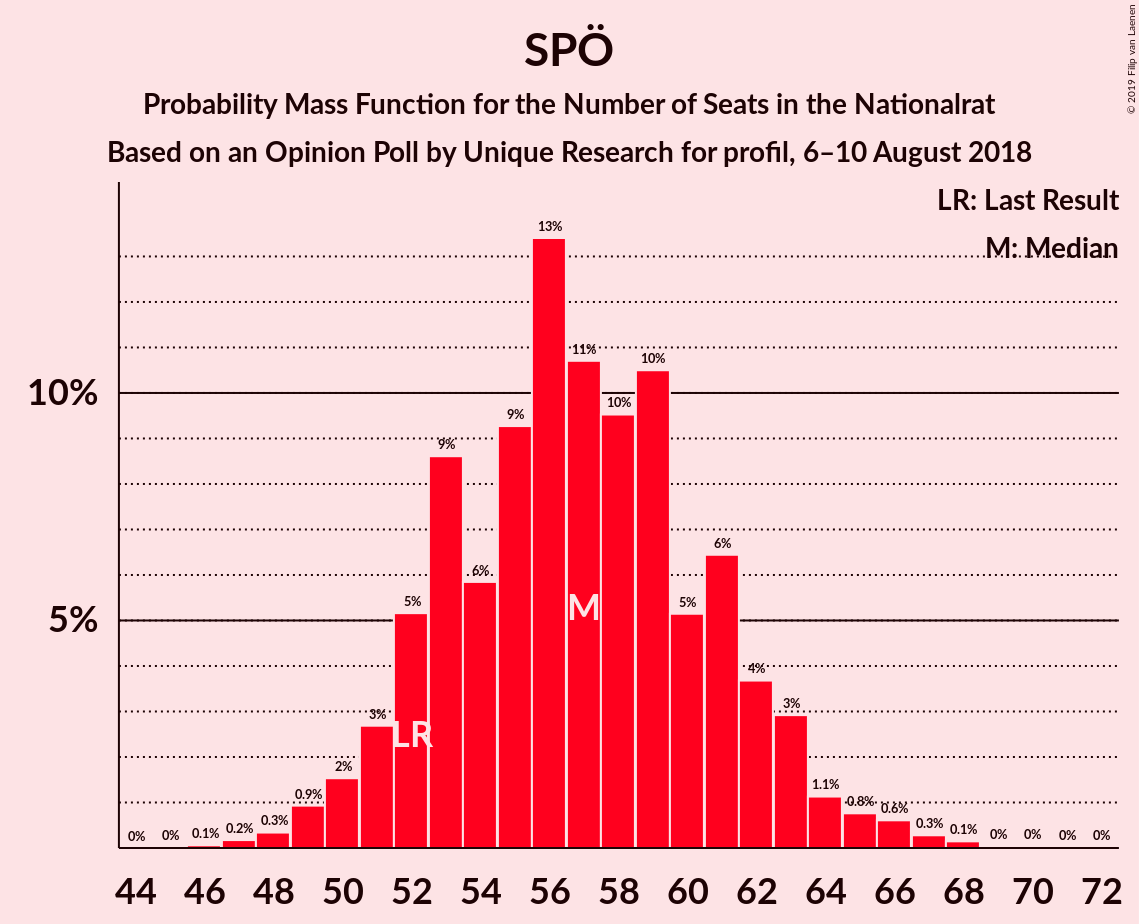 SPÖ
Probability Mass Function for the Number of Seats in the Nationalrat
Based on an Opinion Poll by Unique Research for profil, 6–10 August 2018
© 2019 Filip van Laenen
LR: Last Result
M: Median
10%
5%
0% 0% 0.1% 0.2% 0.3% 0.9% 2% 3% 5% 9% 6% 9% 13% 11% 10% 10% 5% 6% 4% 3% 1.1% 0.8% 0.6% 0.3% 0.1% 0% 0% 0% 0%
M
LR
44 46 48 50 52 54 56 58 60 62 64 66 68 70 72